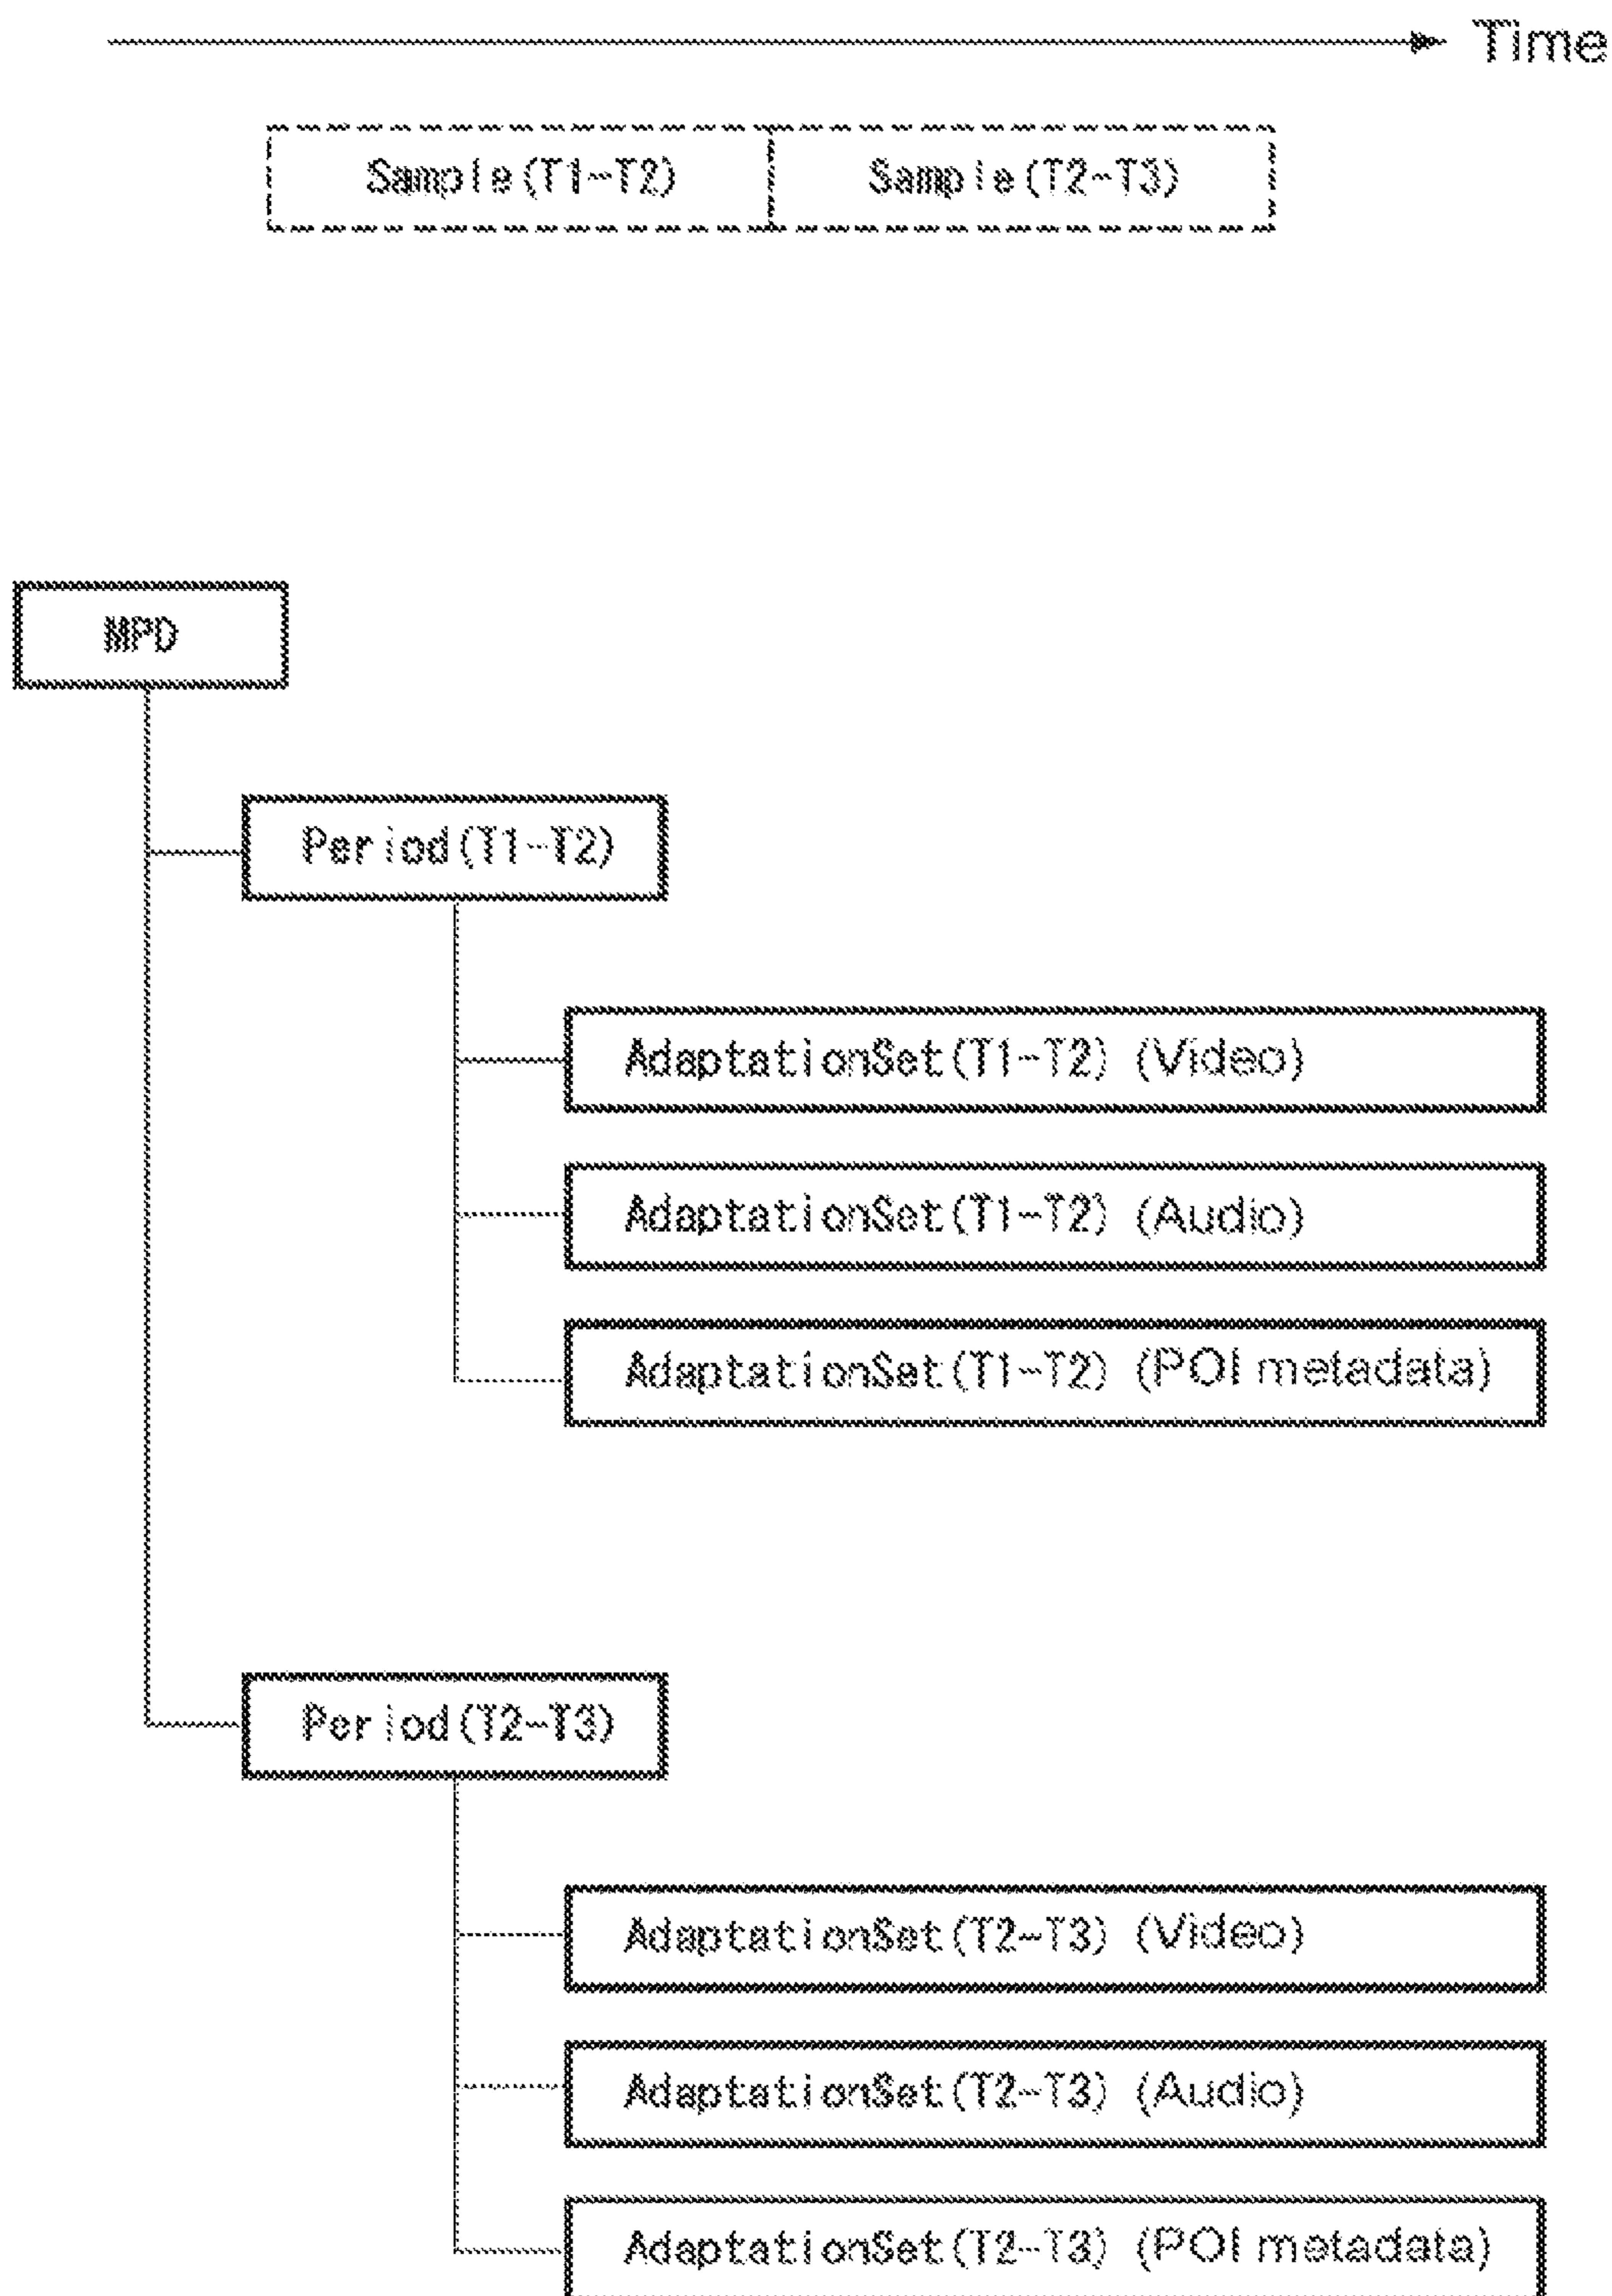 Time
Sample(T1~T2) Sample(T2~T3)
MPD
Period(T1~T2)
AdaptationSet(T1~T2) (Video)
AdaptationSet(T1~T2) (Audio)
AdaptationSet(T1~T2) (POI metadata)
Period(T2~T3)
AdaptationSet(T2~T3) (Video)
AdaptationSet(T2~T3) (Audio)
AdaptationSet(T2~T3) (POI metadata)